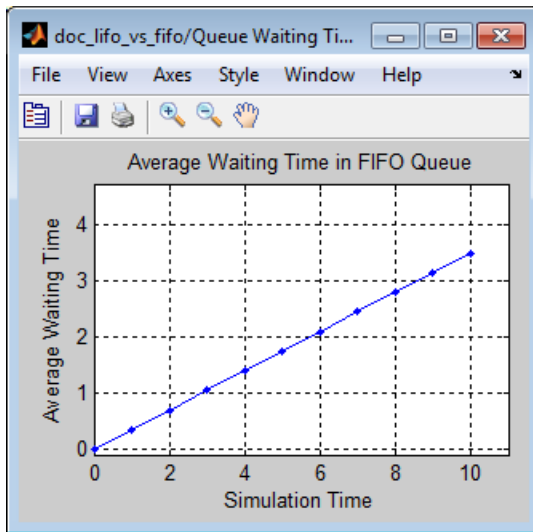 doc_lifo_vs_fifo/Queue Waiting Ti...
File View Axes Style Window Help
Average Waiting Time in FIFO Queue
Average Waiting Time
4
3
2
1
0
0 2 4 6 8 10
Simulation Time